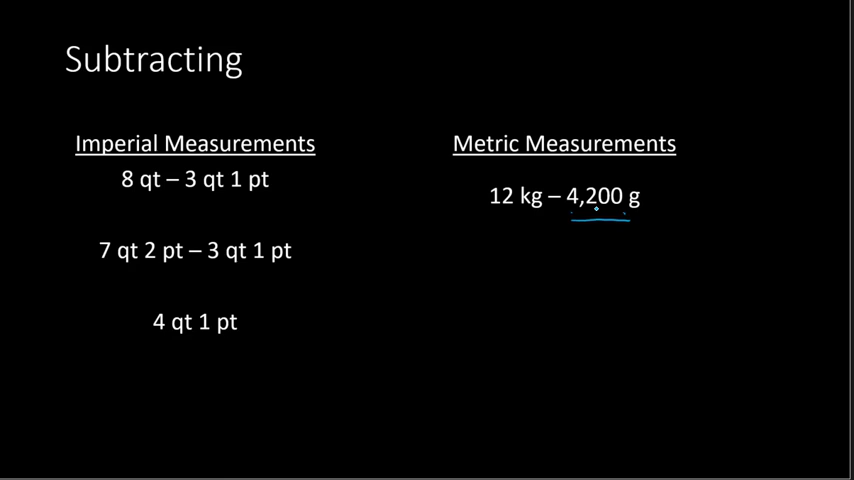 Subtracting
Imperial Measurements
8 qt – 3 qt 1 pt
7 qt 2 pt – 3 qt 1 pt
4 qt 1 pt
Metric Measurements
12 kg – 4,200 g